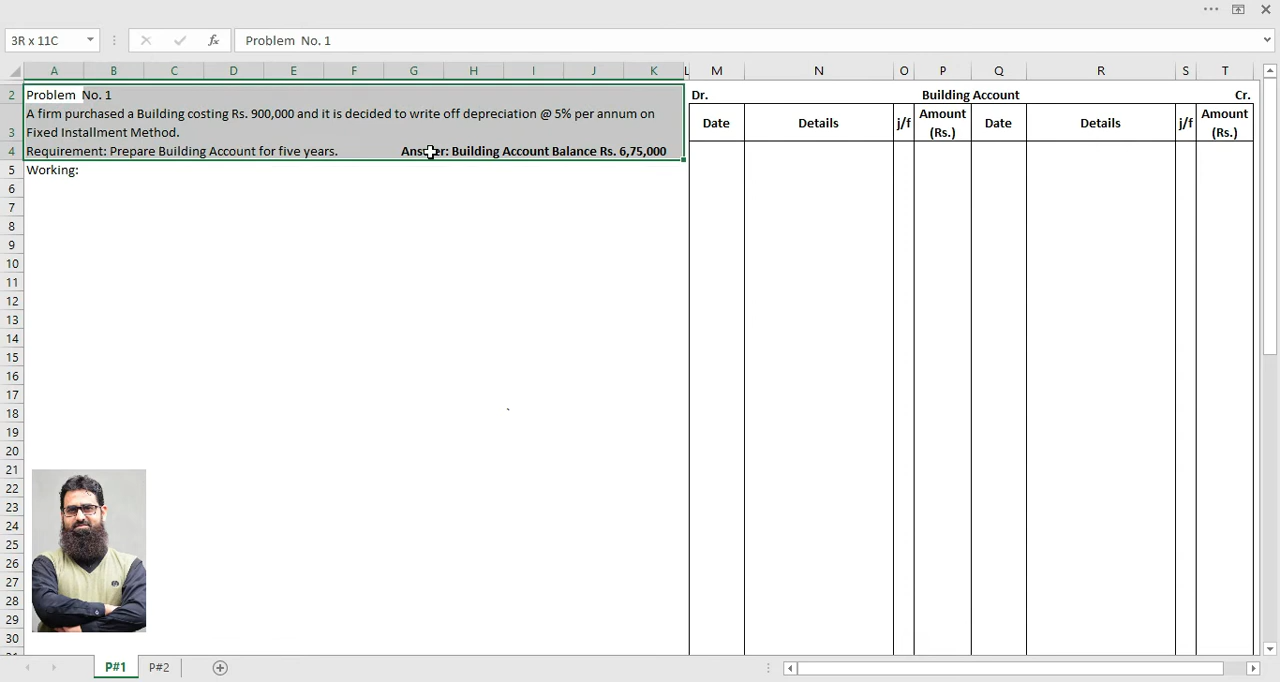 3R x 11C
fx
Problem No. 1
A B C D E F G H I J K L M N O P Q R S T
2 Problem No. 1
A firm purchased a Building costing Rs. 900,000 and it is decided to write off depreciation @ 5% per annum on
3 Fixed Installment Method.
4 Requirement: Prepare Building Account for five years. Answer: Building Account Balance Rs. 6,75,000
5 Working:
6
7
8
9
10
11
12
13
14
15
16
17
18
19
20
21
22
23
24
25
26
27
28
29
30
Dr. Building Account Cr.
Date Details j/f Amount (Rs.) Date Details j/f Amount (Rs.)
P#1 P#2